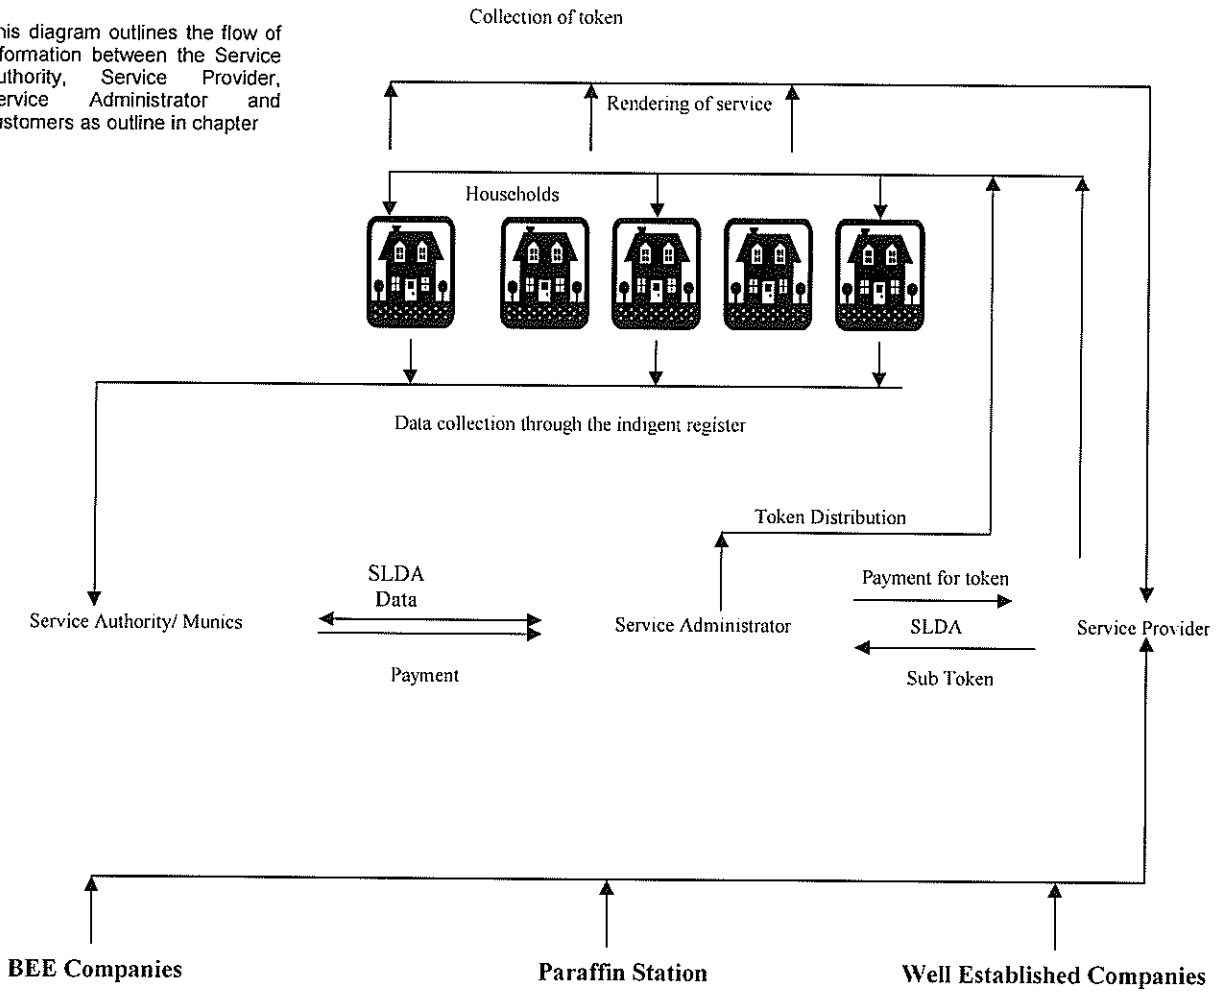 Collection of token
his diagram outlines the flow of
formation between the Service
uthority, Service Provider,
ervice Administrator and
ustomers as outline in chapter
Rendering of service
Households
Data collection through the indigent register
Token Distribution
SLDA
Data
Payment for token
Service Authority/ Munics
Service Administrator
SLDA
Service Provider
Payment
Sub Token
BEE Companies
Paraffin Station
Well Established Companies